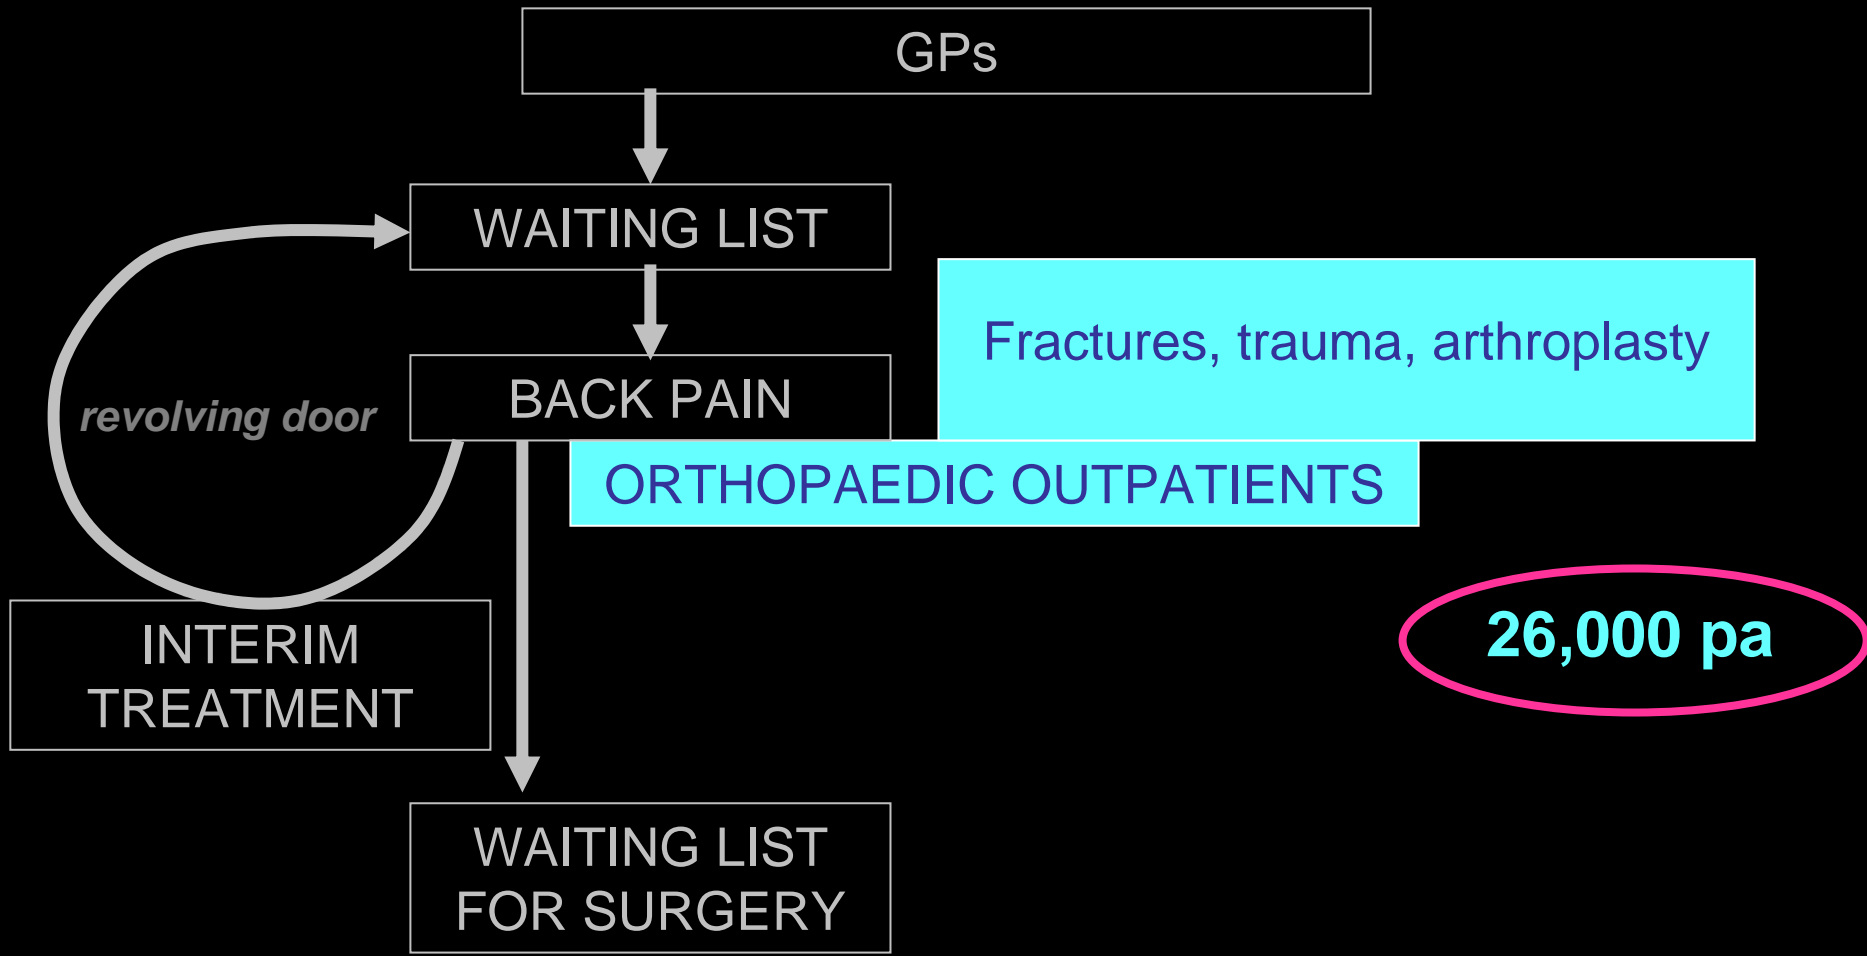 GPs
WAITING LIST
Fractures, trauma, arthroplasty
BACK PAIN
revolving door
ORTHOPAEDIC OUTPATIENTS
INTERIM
TREATMENT
26,000 pa
WAITING LIST
FOR SURGERY